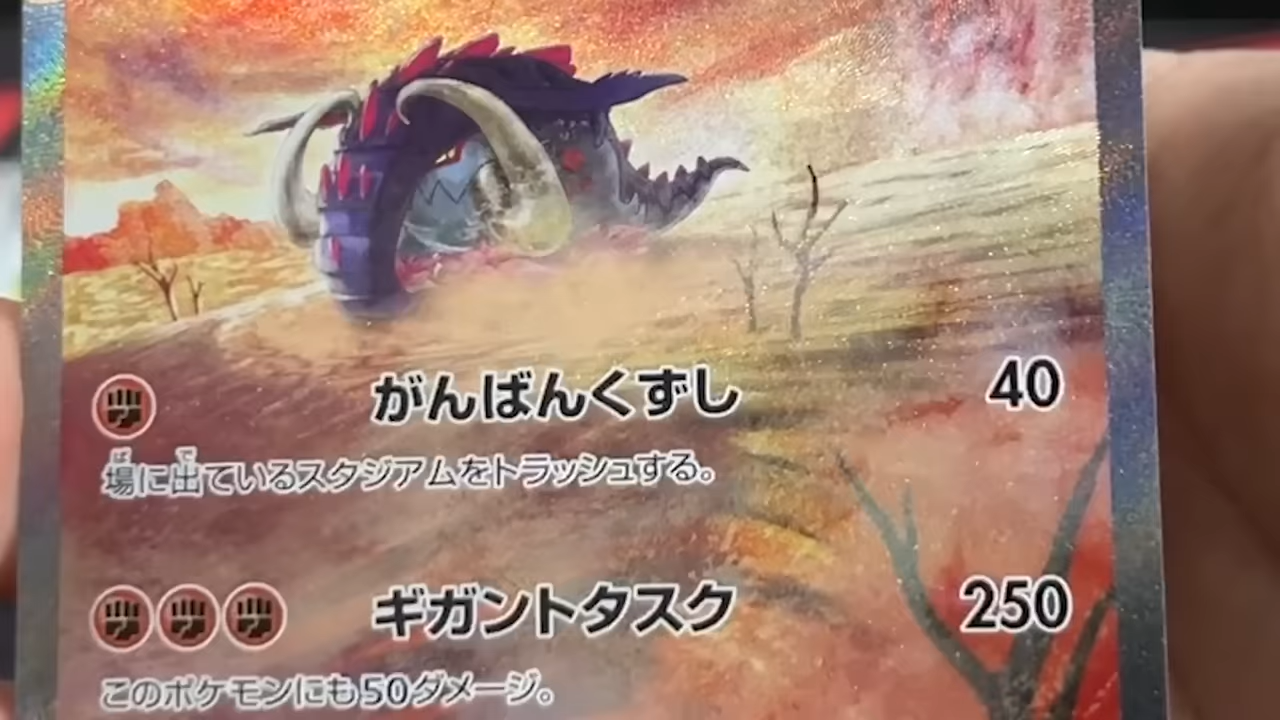 がんばんくずし 40
場に出ているスタジアムをトラッシュする。
ギガントタスク 250
このポケモンにも50ダメージ。